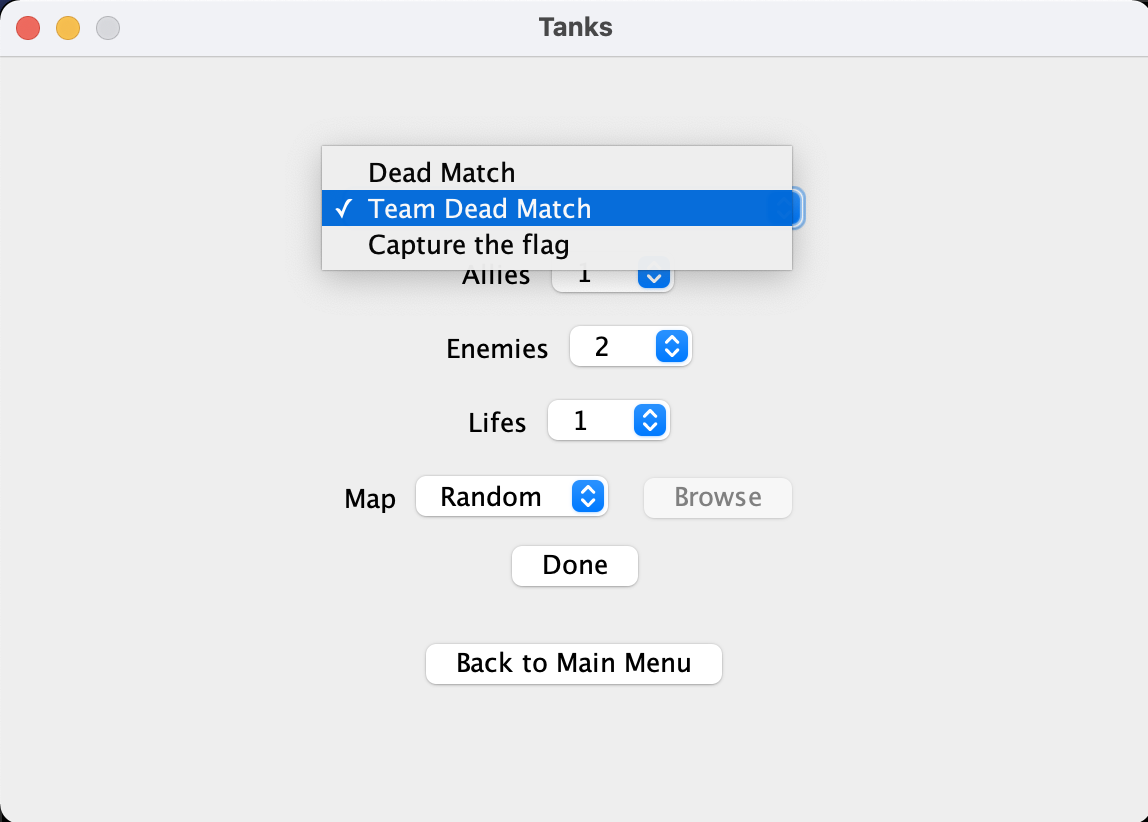 Tanks
Dead Match
✓ Team Dead Match
Capture the flag
Allies 1
Enemies 2
Lifes 1
Map Random Browse
Done
Back to Main Menu